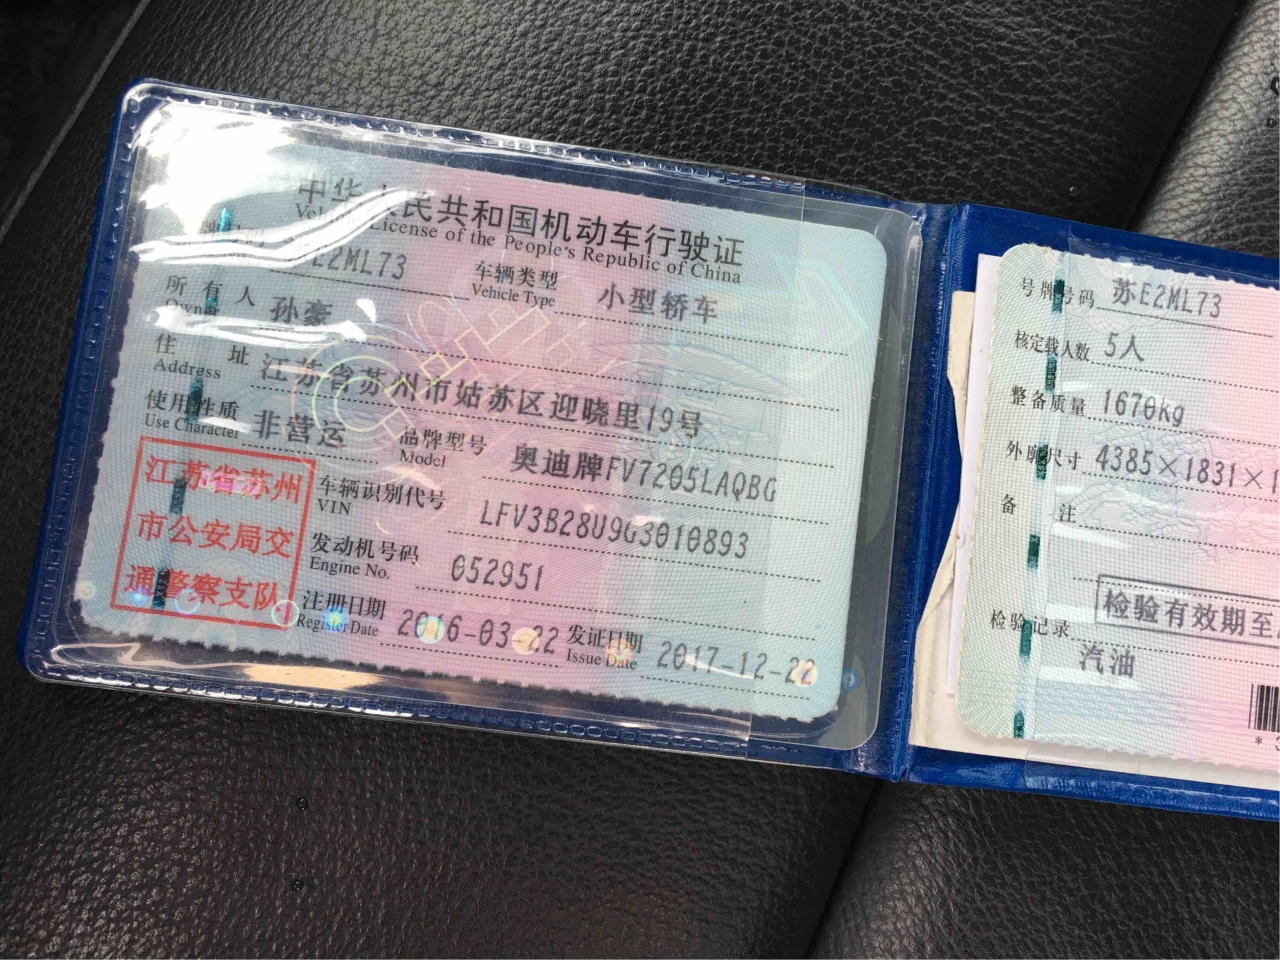 中华人民共和国机动车行驶证
Vehicle License of the People's Republic of China
号牌号码 E2ML73 车辆类型 小型轿车
Vehicle Type
所有人 孙豪
Owner
住址 江苏省苏州市姑苏区迎晓里19号
Address
使用性质 非营运 品牌型号 奥迪牌FV7205LAQBG
Use Character Model
江苏省苏州
市公安局交
通警察支队
车辆识别代号 LFV3B28U9G3010893
VIN
发动机号码 052951
Engine No.
注册日期 2016-03-22 发证日期 2017-12-22
Register Date Issue Date
号牌号码 苏E2ML73
核定载人数 5人
整备质量 1670kg
外廓尺寸 4385×1831×1
备注
检验有效期至
检验记录
汽油